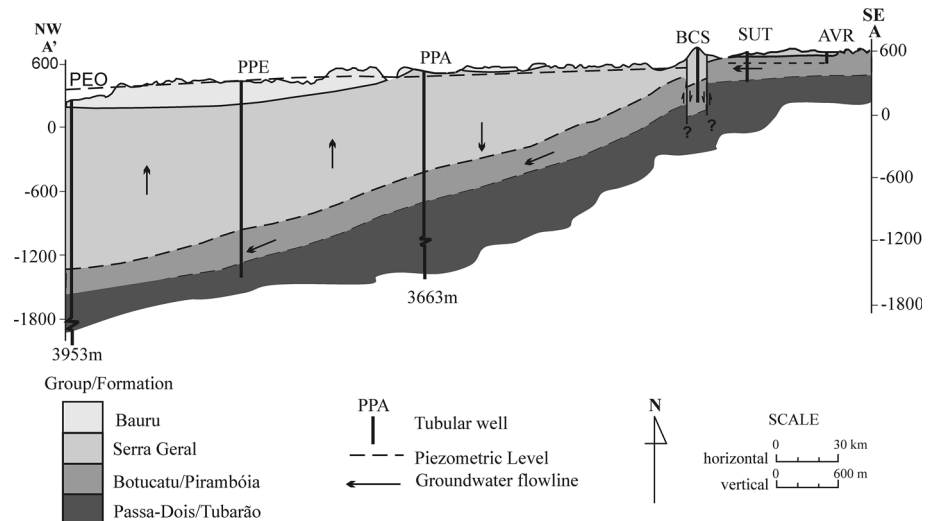 NW
A'
SE
A
BCS
SUT
AVR
600
PEO
PPE
PPA
600
0
0
?
?
-600
-600
-1200
-1200
-1800
-1800
3663m
3953m
Group/Formation
Bauru
Serra Geral
Botucatu/Pirambóia
Passa-Dois/Tubarão
PPA
Tubular well
Piezometric Level
Groundwater flowline
N
SCALE
0 30 km
horizontal
0 600 m
vertical